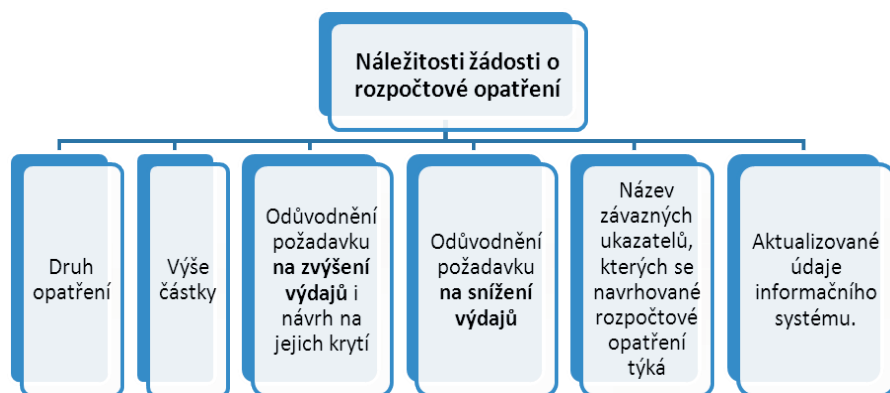 Náležitosti žádosti o
rozpočtové opatření
Druh
opatření
Výše
částky
Odůvodnění
požadavku
na zvýšení
výdajů i
návrh na
jejich krytí
Odůvodnění
požadavku
na snížení
výdajů
Název
závazných
ukazatelů,
kterých se
navrhované
rozpočtové
opatření
týká
Aktualizované
údaje
informačního
systému.